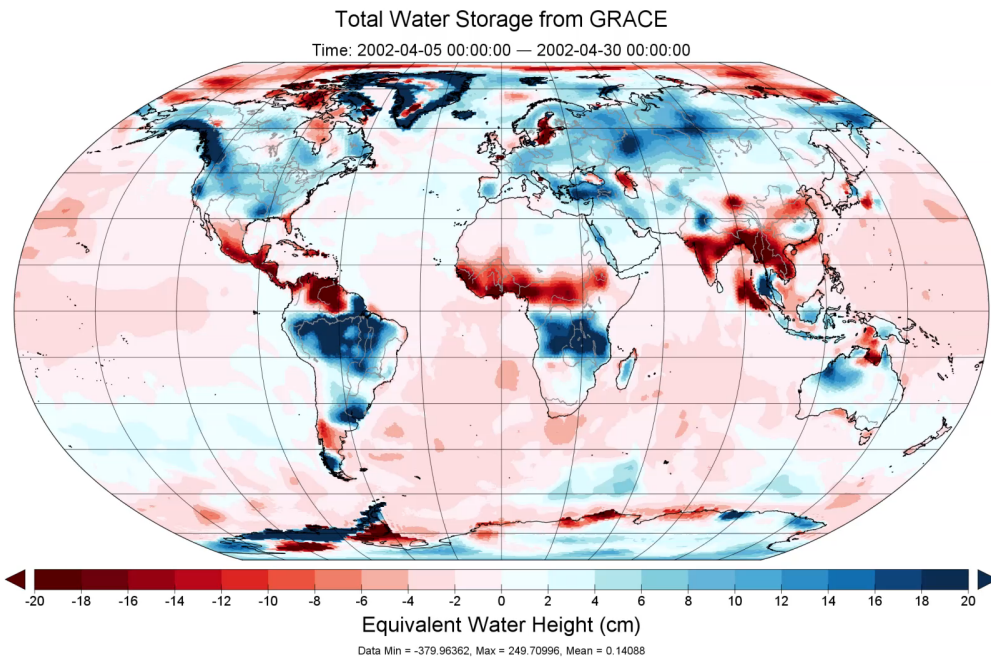 Total Water Storage from GRACE
Time: 2002-04-05 00:00:00 — 2002-04-30 00:00:00
-20 -18 -16 -14 -12 -10 -8 -6 -4 -2 0 2 4 6 8 10 12 14 16 18 20
Equivalent Water Height (cm)
Data Min = -379.96362, Max = 249.70996, Mean = 0.14088